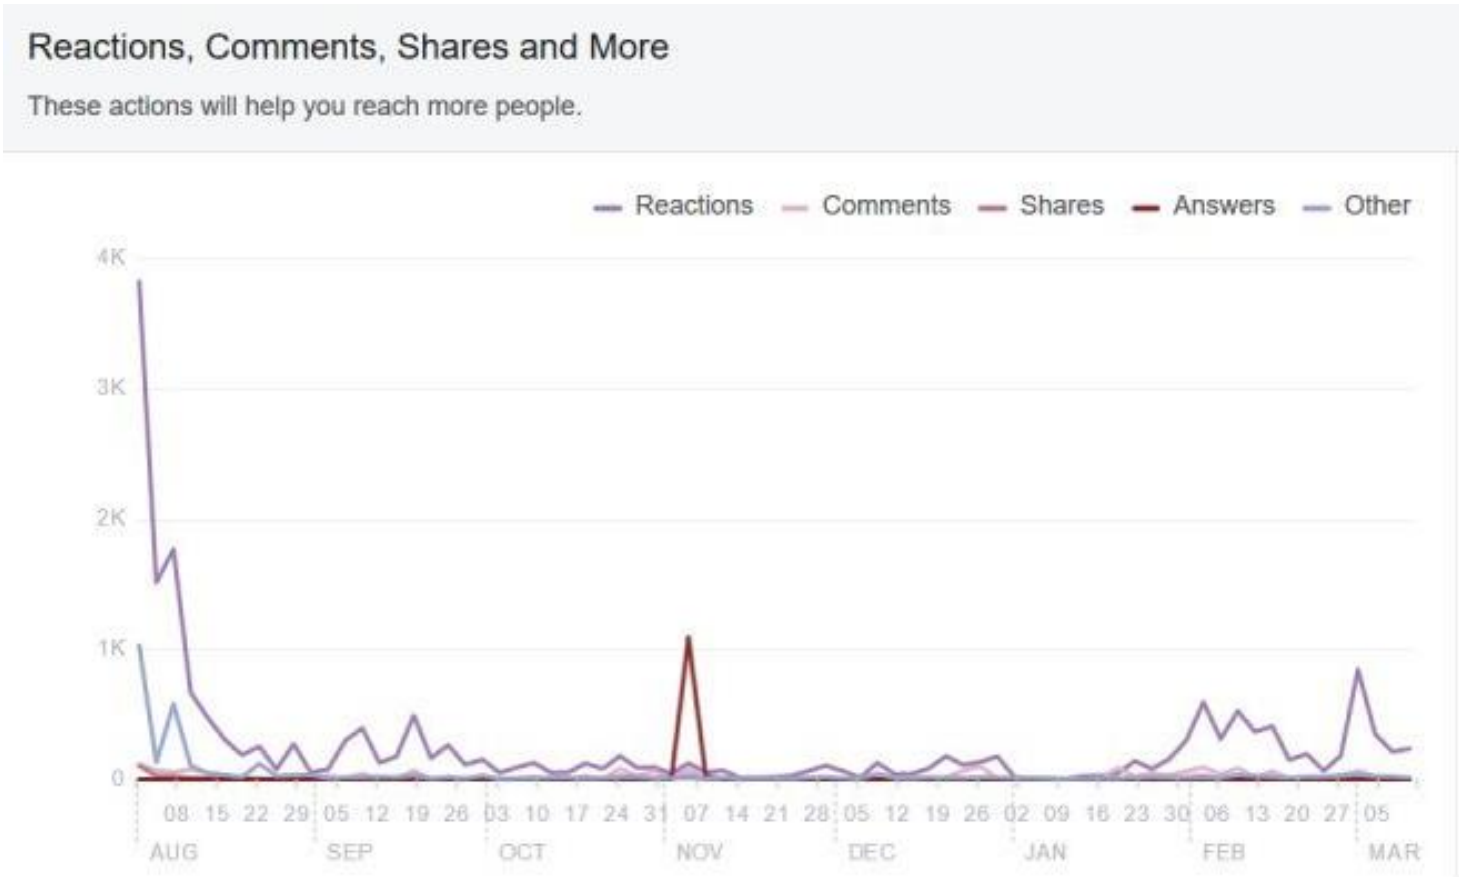 Reactions, Comments, Shares and More
These actions will help you reach more people.
Reactions Comments Shares Answers Other
4K
3K
2K
1K
0
08 15 22 29 05 12 19 26 03 10 17 24 31 07 14 21 28 05 12 19 26 02 09 16 23 30 06 13 20 27 05
AUG SEP OCT NOV DEC JAN FEB MAR